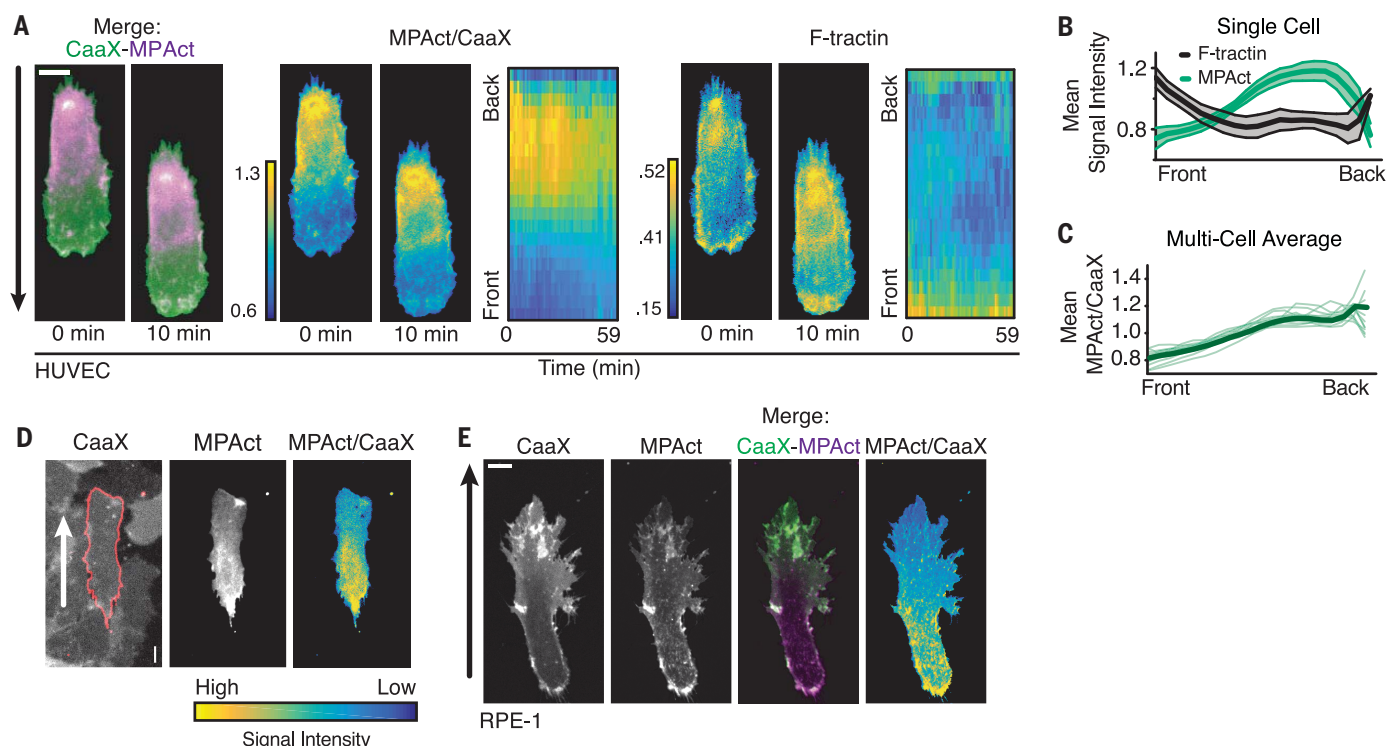 A
Merge:
CaaX-MPAct
MPAct/CaaX
F-tractin
1.3
0.6
Back
Front
.52
.41
.15
0 min
10 min
0 min
10 min
0
59
0 min
10 min
0
59
HUVEC
Time (min)
B
Single Cell
F-tractin
MPAct
Mean
Signal Intensity
1.2
0.8
Front
Back
C
Multi-Cell Average
Mean
MPAct/CaaX
1.4
1.2
1.0
0.8
Front
Back
D
CaaX
MPAct
MPAct/CaaX
High
Low
Signal Intensity
E
Merge:
CaaX
MPAct
CaaX-MPAct
MPAct/CaaX
RPE-1
Back
Front